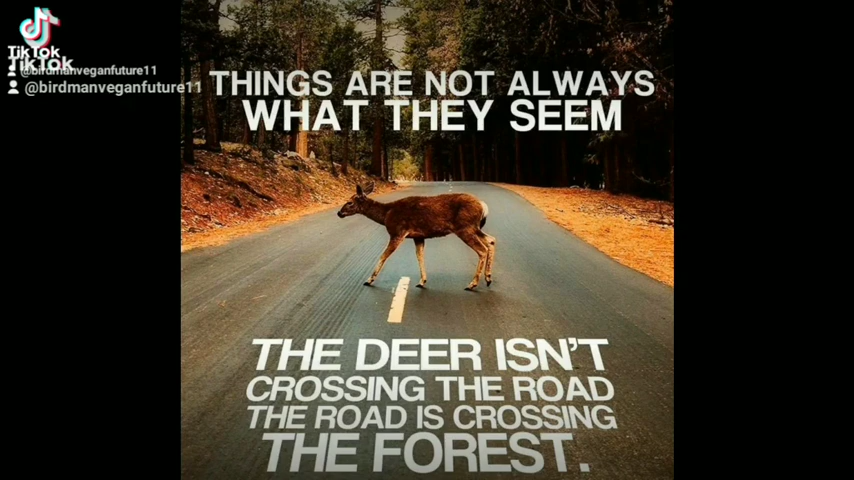 TikTok
TikTok
@birdmanveganfuture11
@birdmanveganfuture11
THINGS ARE NOT ALWAYS
WHAT THEY SEEM
THE DEER ISN'T
CROSSING THE ROAD
THE ROAD IS CROSSING
THE FOREST.